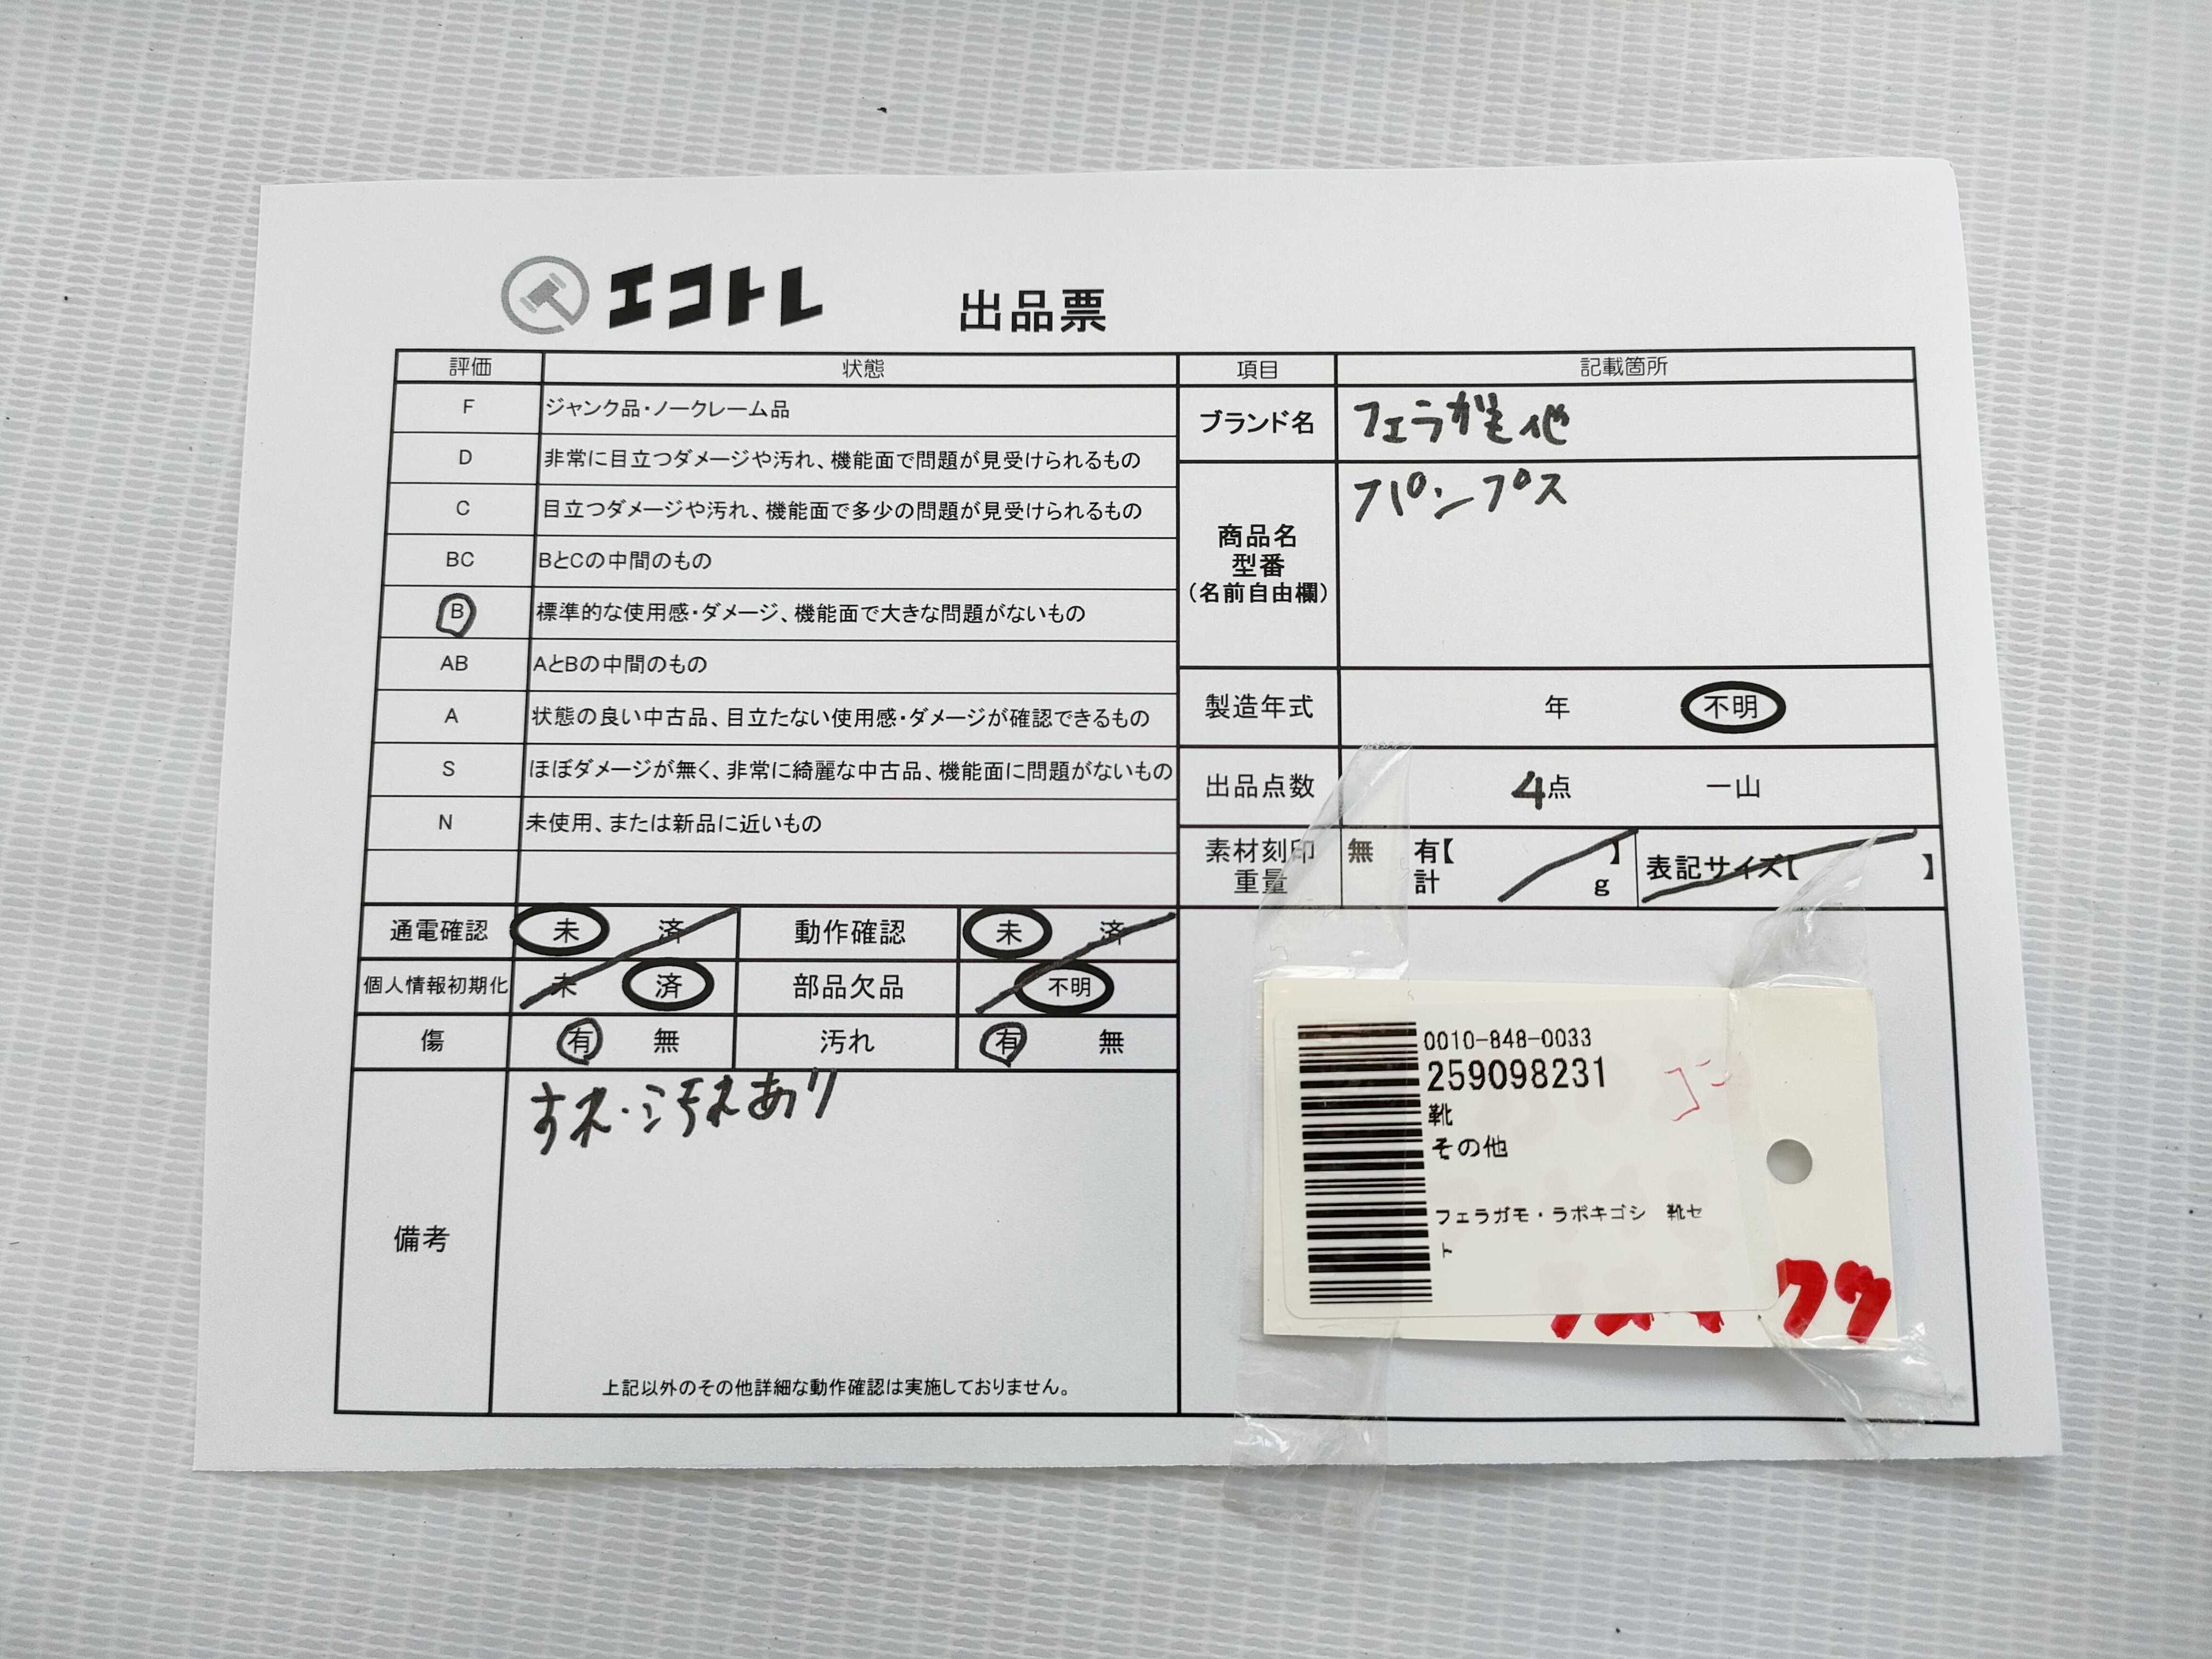 エコトレ 出品票
評価 状態
F ジャンク品・ノークレーム品
D 非常に目立つダメージや汚れ、機能面で問題が見受けられるもの
C 目立つダメージや汚れ、機能面で多少の問題が見受けられるもの
BC BとCの中間のもの
B 標準的な使用感・ダメージ、機能面で大きな問題がないもの
AB AとBの中間のもの
A 状態の良い中古品、目立たない使用感・ダメージが確認できるもの
S ほぼダメージが無く、非常に綺麗な中古品、機能面に問題がないもの
N 未使用、または新品に近いもの
通電確認 未 済 動作確認 未 済
個人情報初期化 未 済 部品欠品 不明
傷 有 無 汚れ 有 無
備考
すれ・汚れあり
上記以外のその他詳細な動作確認は実施しておりません。
項目 記載箇所
ブランド名 フェラガモ他
商品名
型番
(名前自由欄)
パンプス
製造年式 年 不明
出品点数 4点 一山
素材刻印 無 有【 】 表記サイズ【 】
重量 計 g
0010-848-0033
259098231
靴
その他
フェラガモ・ラポキゴシ 靴セ
ト